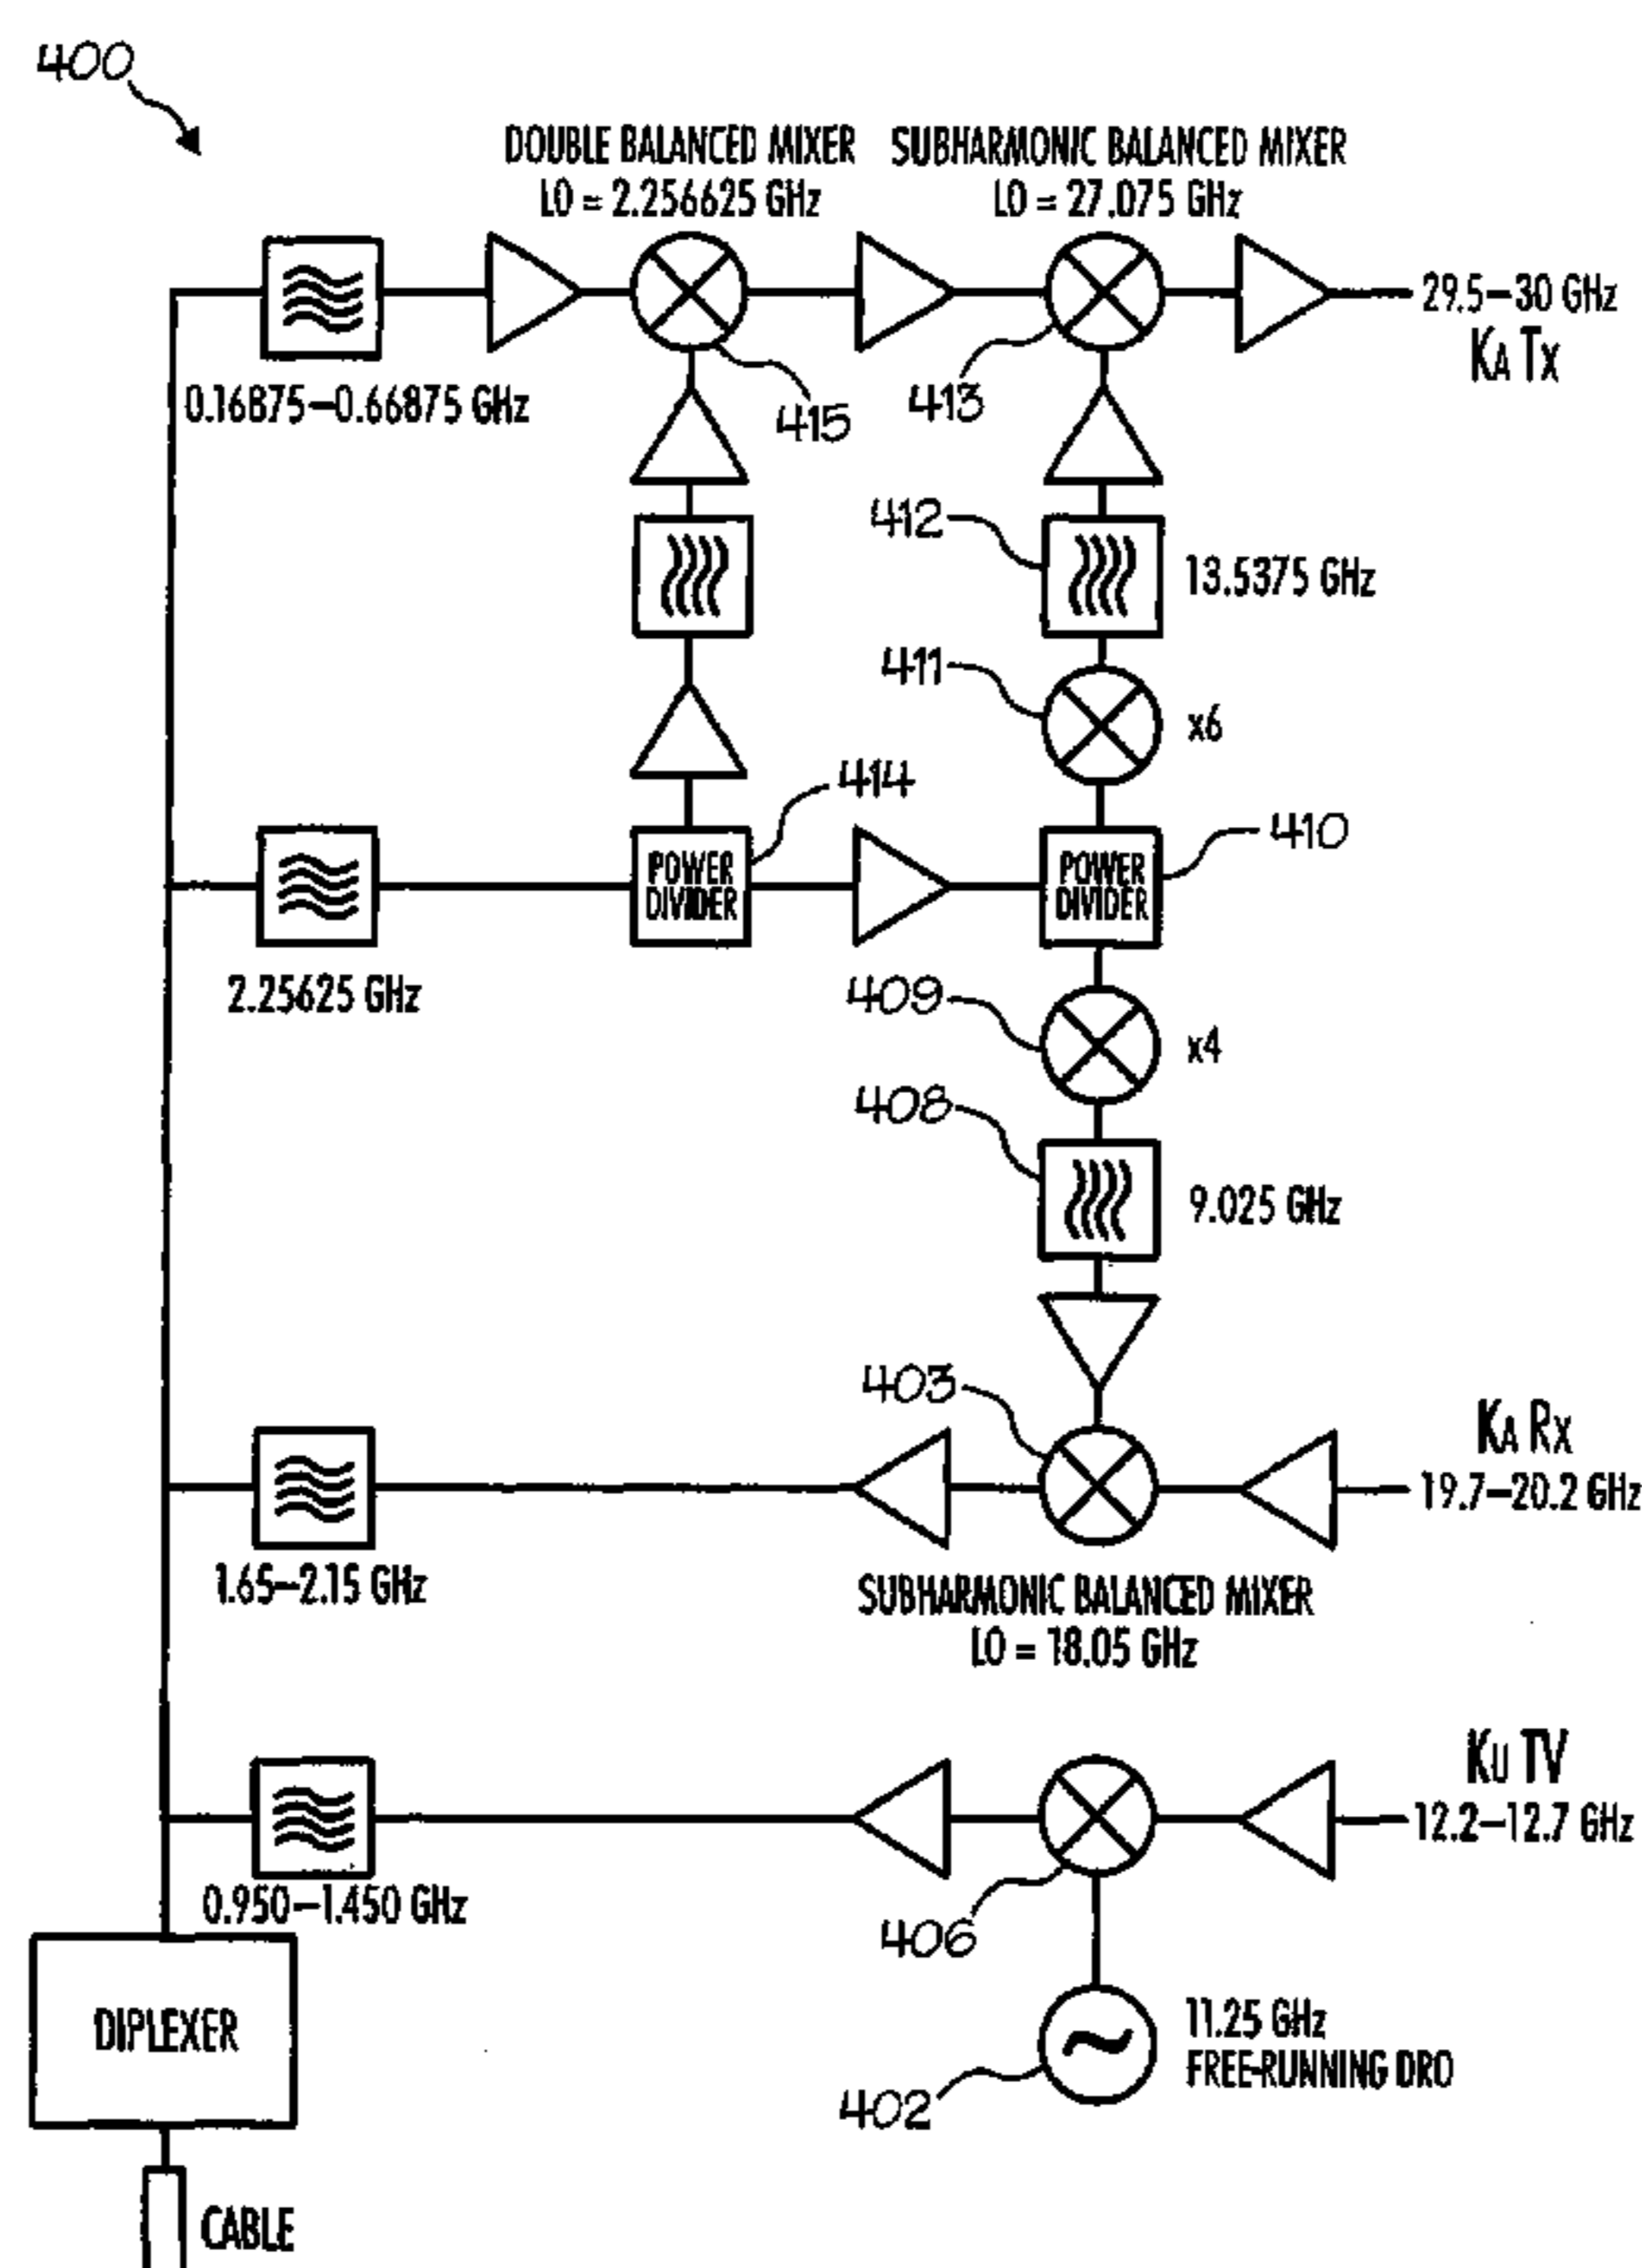 400
DOUBLE BALANCED MIXER
LO = 2.256625 GHz
SUBHARMONIC BALANCED MIXER
LO = 27.075 GHz
29.5–30 GHz
KA TX
0.16875–0.66875 GHz
415
413
412
13.5375 GHz
411
x6
414
410
POWER
DIVIDER
POWER
DIVIDER
2.25625 GHz
409
x4
408
9.025 GHz
403
KA RX
19.7–20.2 GHz
1.65–2.15 GHz
SUBHARMONIC BALANCED MIXER
LO = 18.05 GHz
KU TV
12.2–12.7 GHz
0.950–1.450 GHz
406
DIPLEXER
11.25 GHz
FREE-RUNNING DRO
402
CABLE